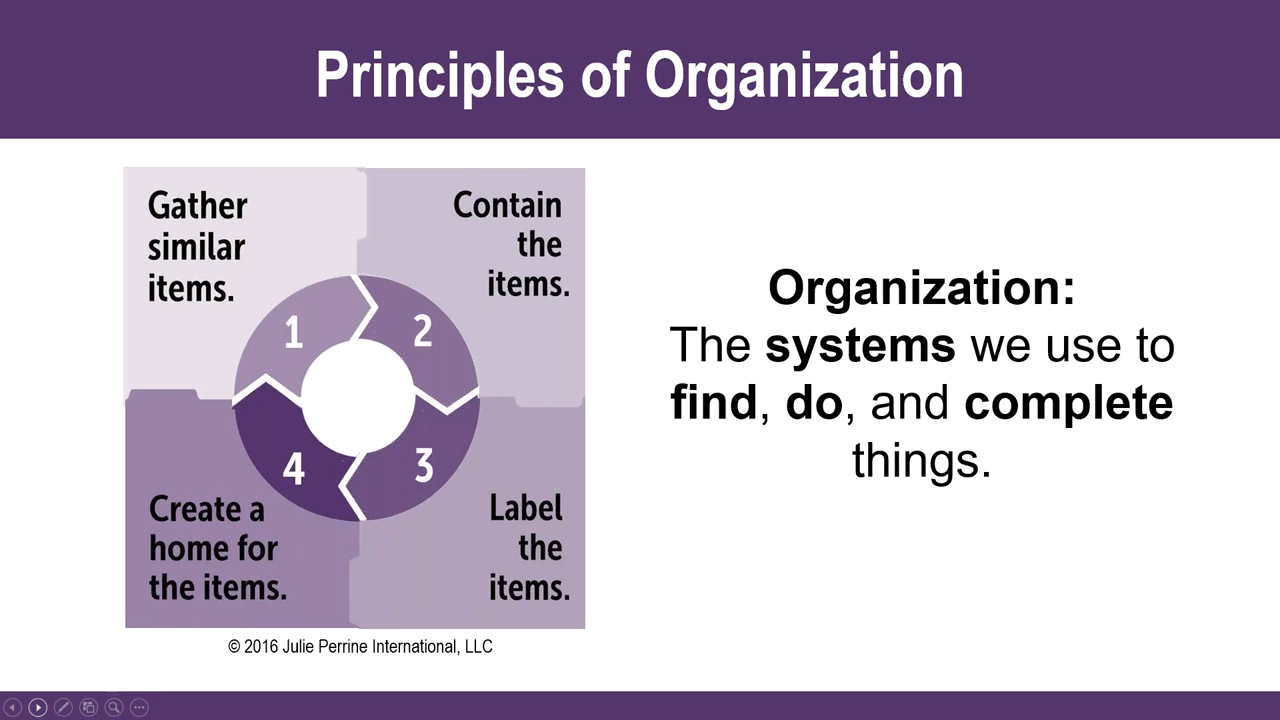 Principles of Organization
Gather
similar
items.
1
Contain
the
items.
2
Label
the
items.
3
Create a
home for
the items.
4
© 2016 Julie Perrine International, LLC
Organization:
The systems we use to
find, do, and complete
things.